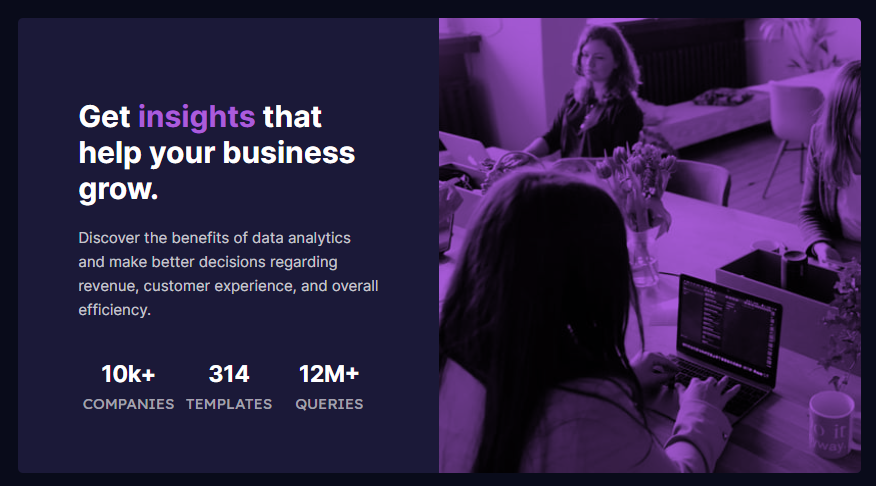 Get insights that
help your business
grow.
Discover the benefits of data analytics
and make better decisions regarding
revenue, customer experience, and overall
efficiency.
10k+ 314 12M+
COMPANIES TEMPLATES QUERIES